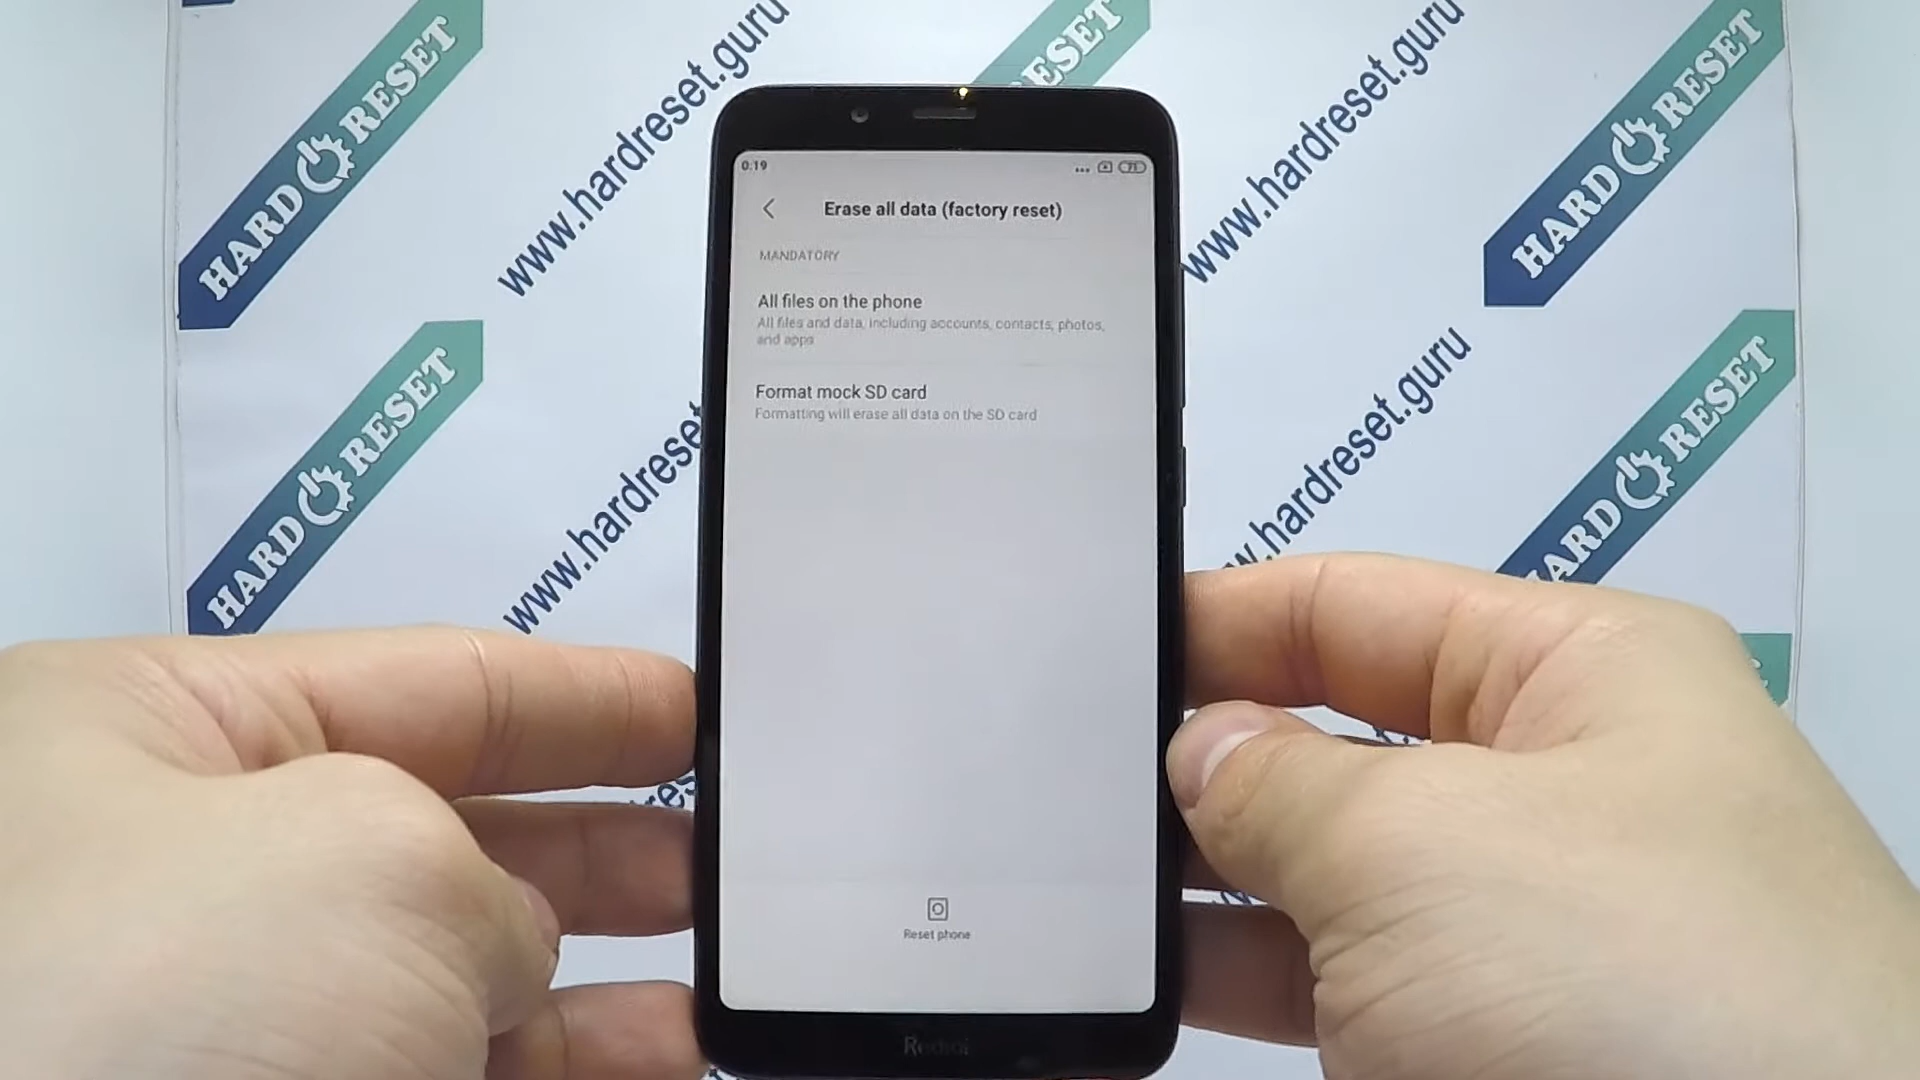 HARD RESET
www.hardreset.guru
RESET
www.hardreset.guru
HARD RESET
0:19
71
Erase all data (factory reset)
MANDATORY
All files on the phone
All files and data, including accounts, contacts, photos,
and apps
Format mock SD card
Formatting will erase all data on the SD card
HARD RESET
www.hardreset
www.hardreset.guru
HARD RESET
Reset phone
Redmi